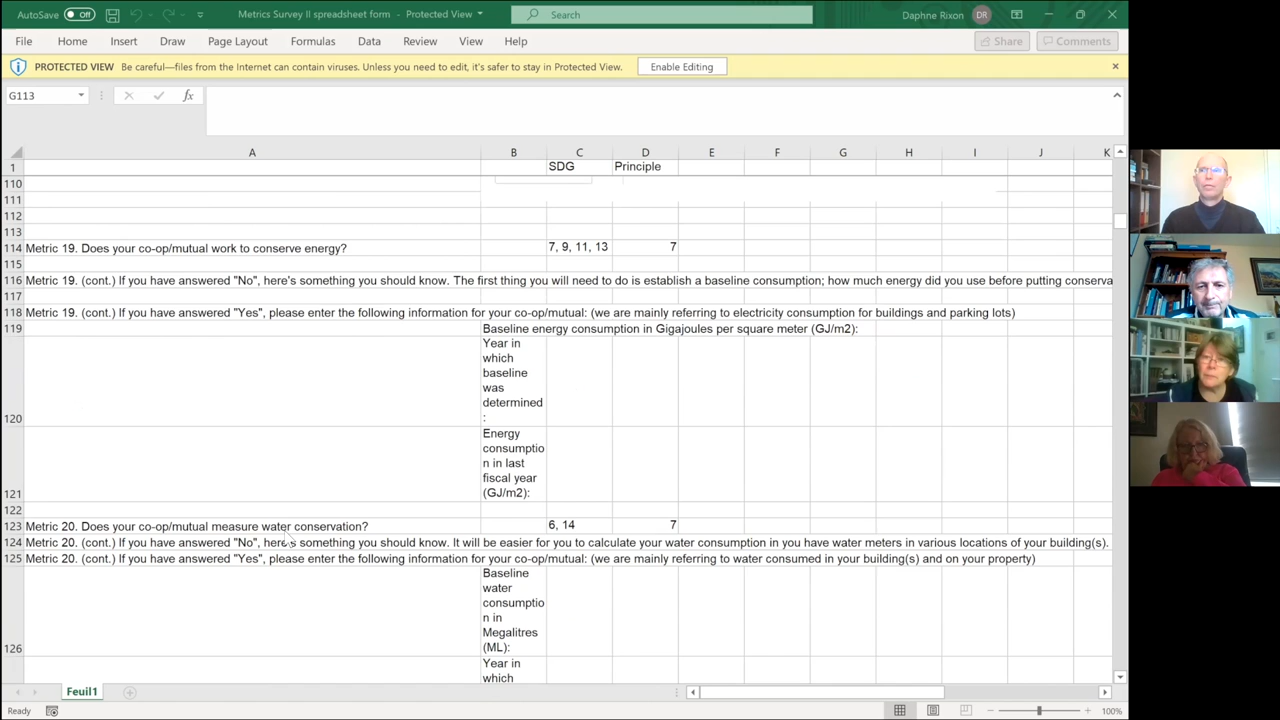 AutoSave Off Metrics Survey II spreadsheet form - Protected View Search Daphne Rixon DR
File Home Insert Draw Page Layout Formulas Data Review View Help Share Comments
PROTECTED VIEW Be careful—files from the Internet can contain viruses. Unless you need to edit, it's safer to stay in Protected View. Enable Editing
G113 fx
A B C D E F G H I J K
1 SDG Principle
110
111
112
113
114 Metric 19. Does your co-op/mutual work to conserve energy? 7, 9, 11, 13 7
115
116 Metric 19. (cont.) If you have answered "No", here's something you should know. The first thing you will need to do is establish a baseline consumption; how much energy did you use before putting conserva
117
118 Metric 19. (cont.) If you have answered "Yes", please enter the following information for your co-op/mutual: (we are mainly referring to electricity consumption for buildings and parking lots)
119 Baseline energy consumption in Gigajoules per square meter (GJ/m2):
Year in
which
baseline
was
determined
120 :
Energy
consumptio
n in last
fiscal year
121 (GJ/m2):
122
123 Metric 20. Does your co-op/mutual measure water conservation? 6, 14 7
124 Metric 20. (cont.) If you have answered "No", here's something you should know. It will be easier for you to calculate your water consumption in you have water meters in various locations of your building(s).
125 Metric 20. (cont.) If you have answered "Yes", please enter the following information for your co-op/mutual: (we are mainly referring to water consumed in your building(s) and on your property)
Baseline
water
consumptio
n in
Megalitres
126 (ML):
Year in
which
Feuil1
Ready 100%